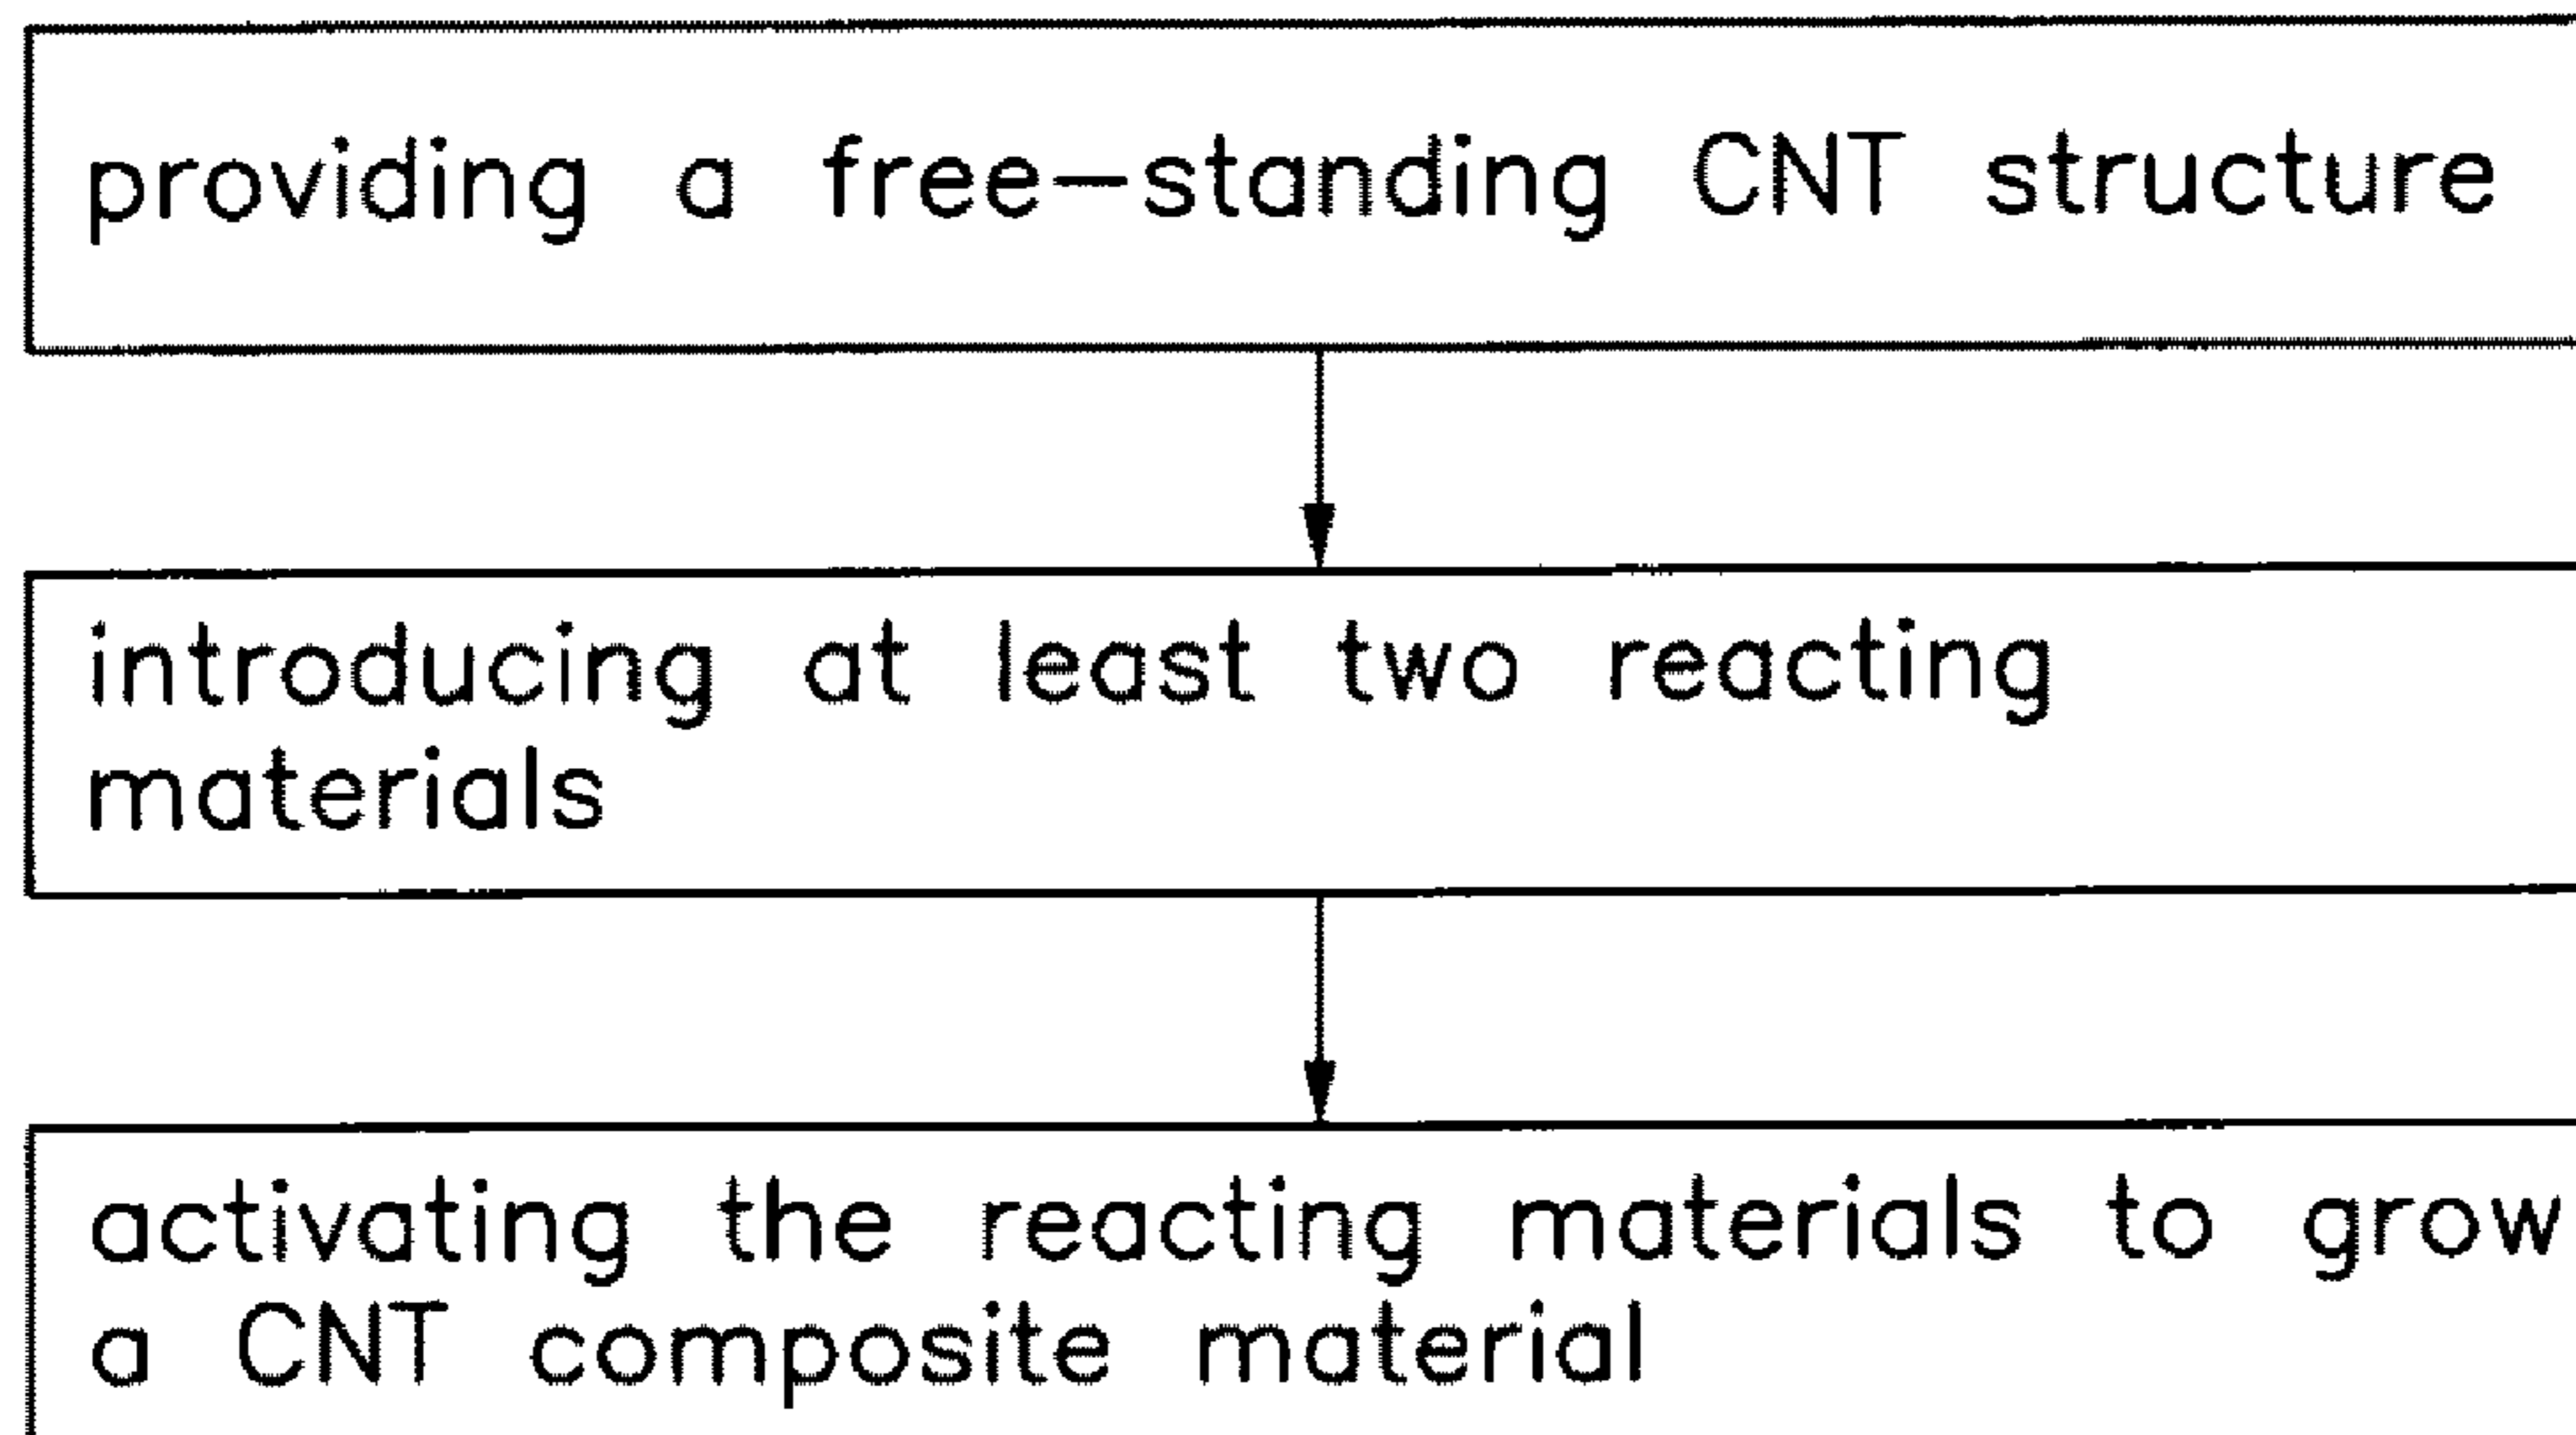 providing a free-standing CNT structure
introducing at least two reacting
materials
activating the reacting materials to grow
a CNT composite material